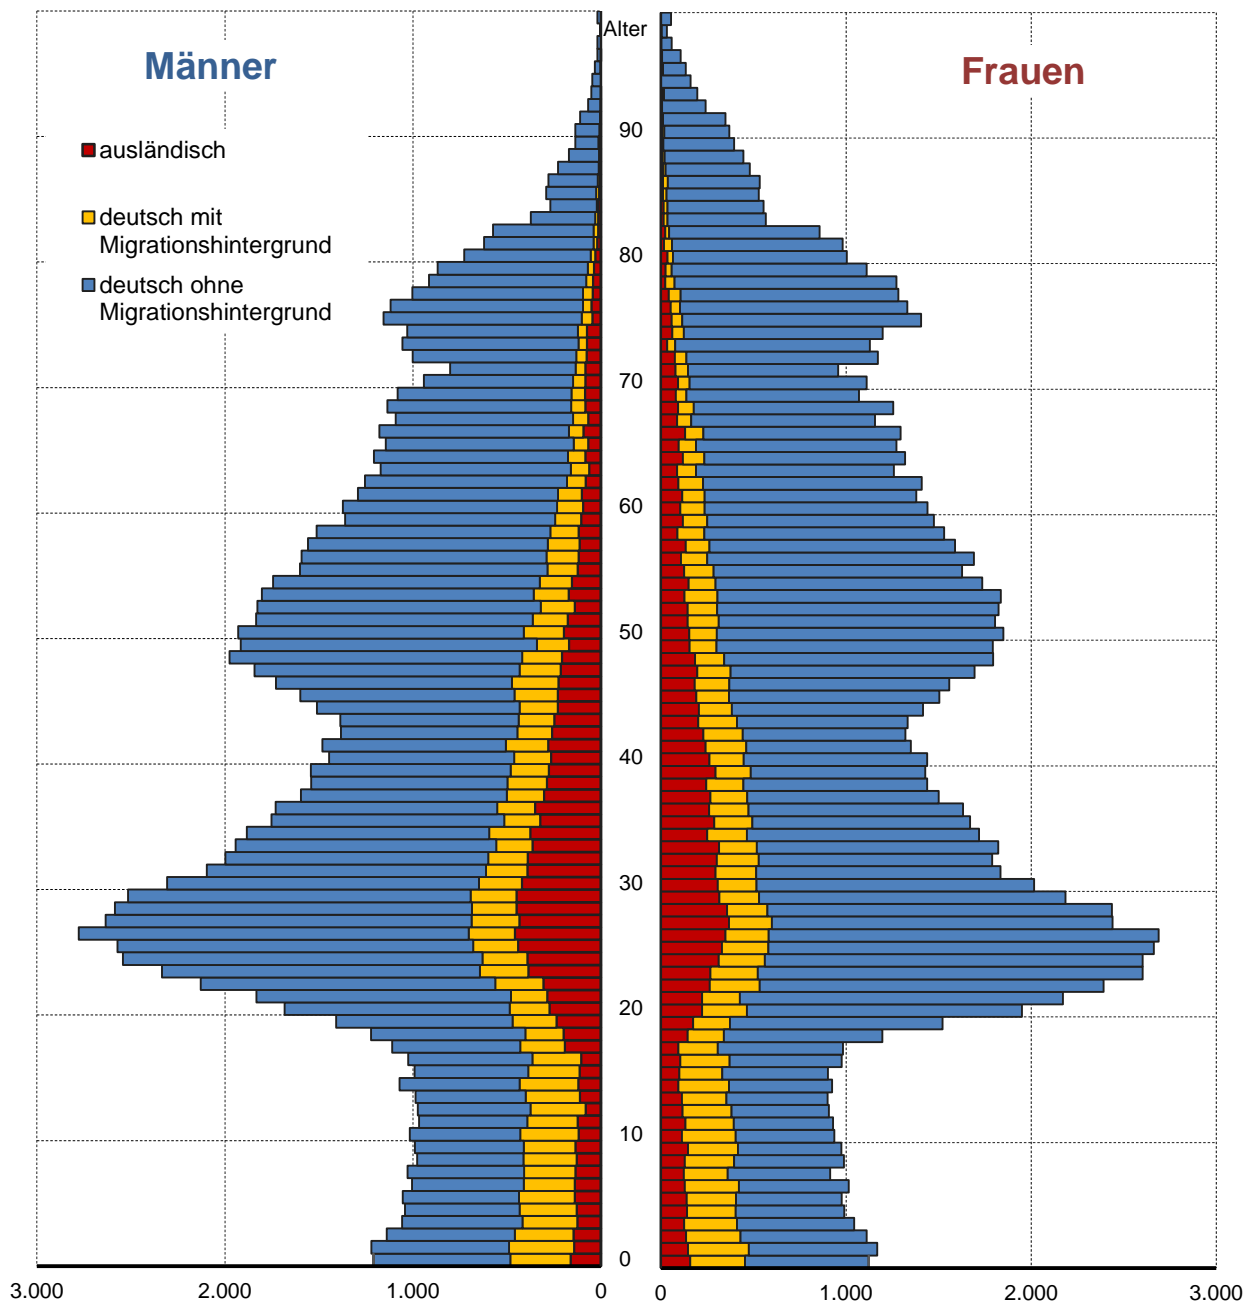 Alter
Männer
Frauen
ausländisch
deutsch mit
Migrationshintergrund
deutsch ohne
Migrationshintergrund
90
80
70
60
50
40
30
20
10
0
3.000 2.000 1.000 0 0 1.000 2.000 3.000